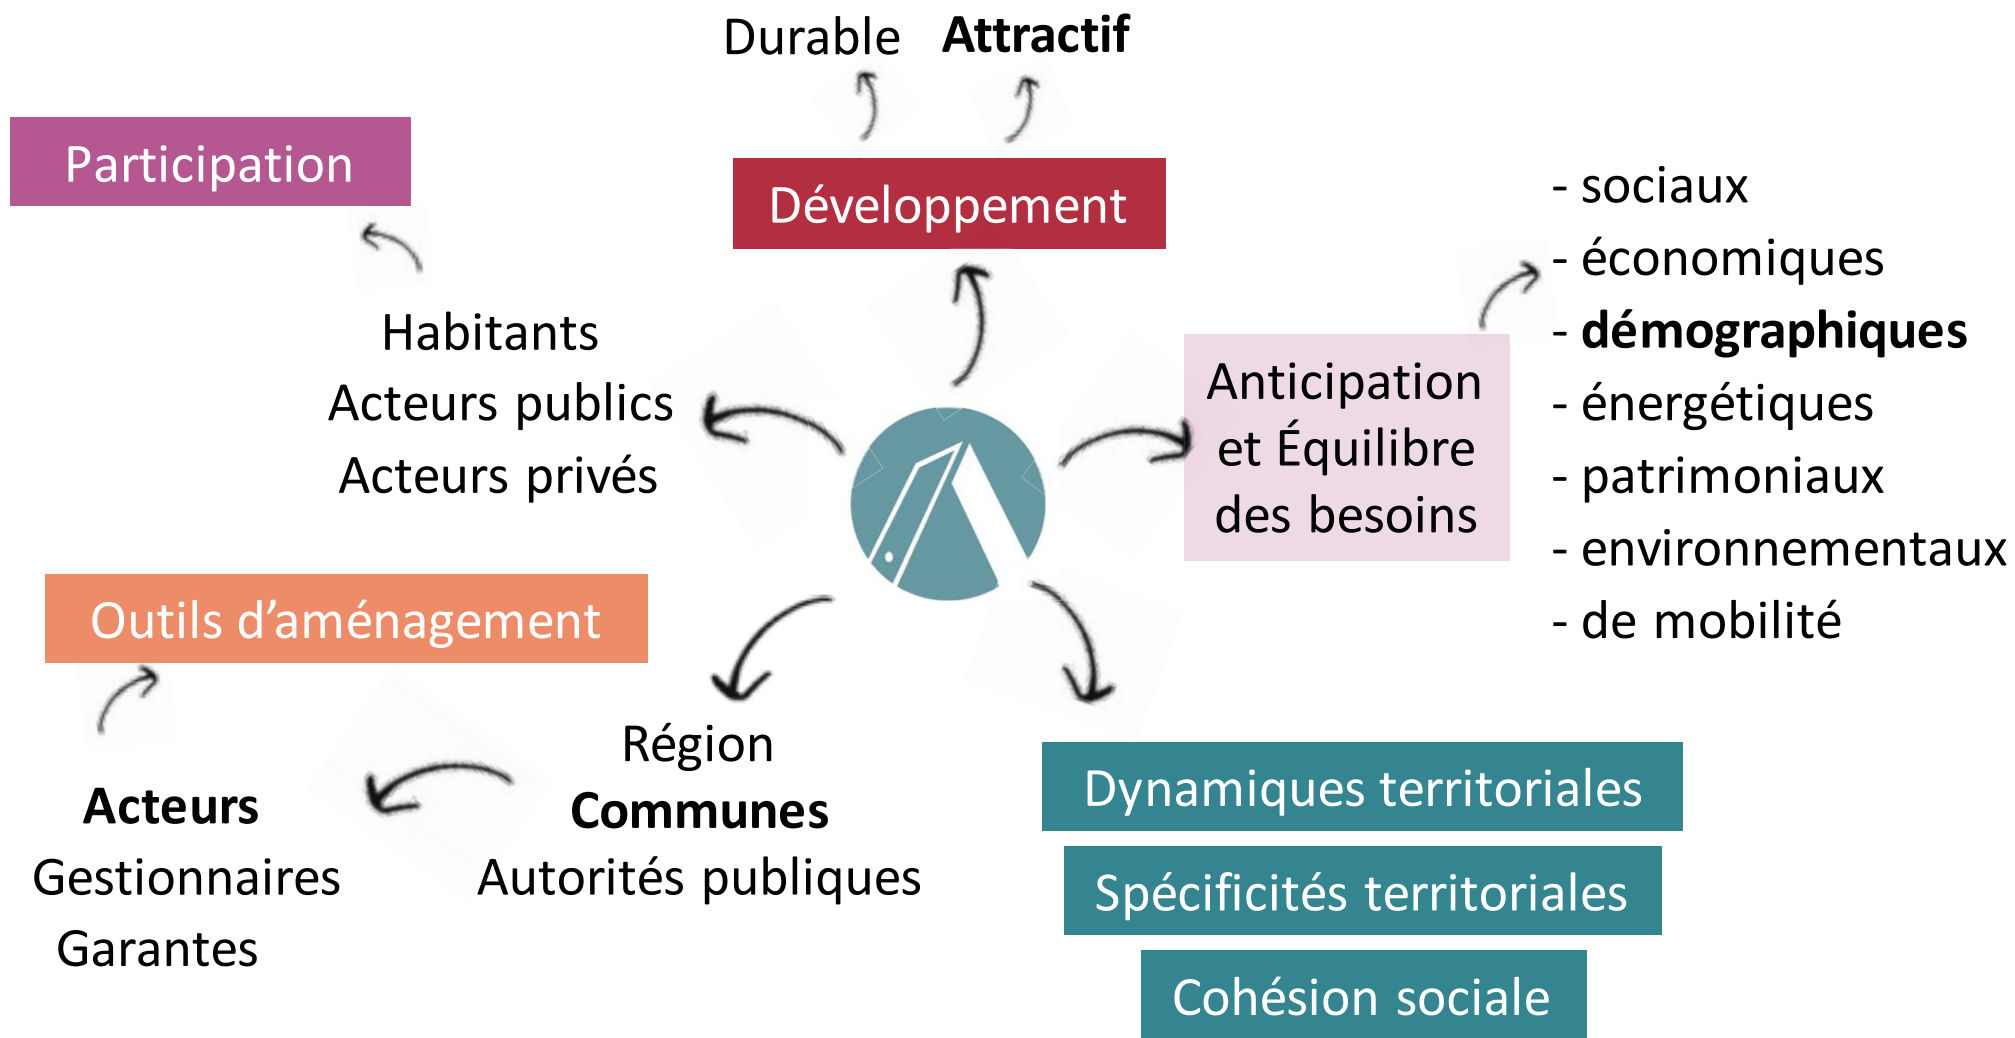 Durable
Attractif
Participation
Développement
Habitants
Acteurs publics
Acteurs privés
Anticipation
et Équilibre
des besoins
- sociaux
- économiques
- démographiques
- énergétiques
- patrimoniaux
- environnementaux
- de mobilité
Outils d’aménagement
Région
Communes
Autorités publiques
Acteurs
Gestionnaires
Garantes
Dynamiques territoriales
Spécificités territoriales
Cohésion sociale